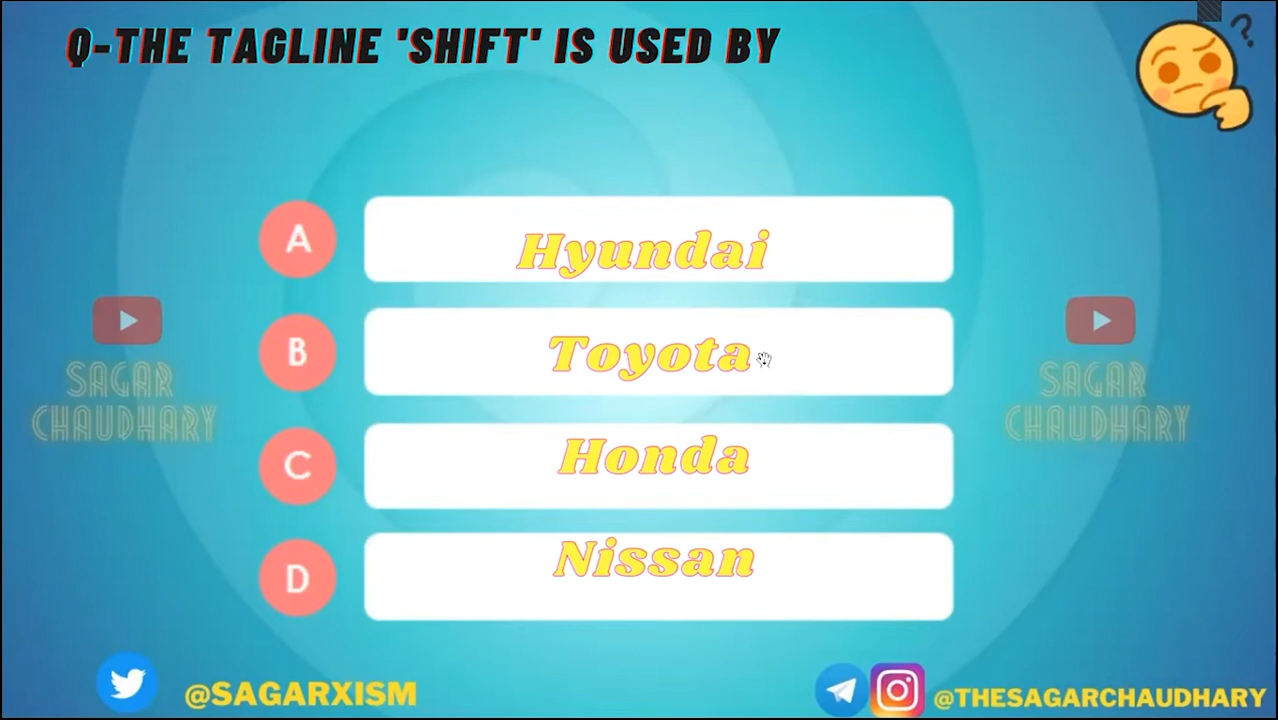 Q-THE TAGLINE 'SHIFT' IS USED BY
?
A Hyundai
B Toyota
SAGAR CHAUDHARY
SAGAR CHAUDHARY
C Honda
D Nissan
@SAGARXISM
@THESAGARCHAUDHARY